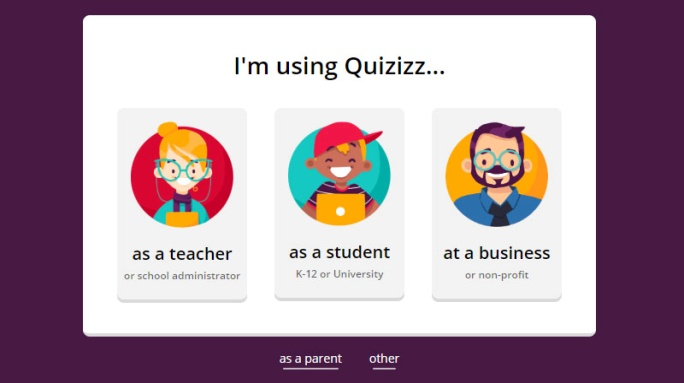 I'm using Quizizz...
as a teacher
or school administrator
as a student
K-12 or University
at a business
or non-profit
as a parent
other